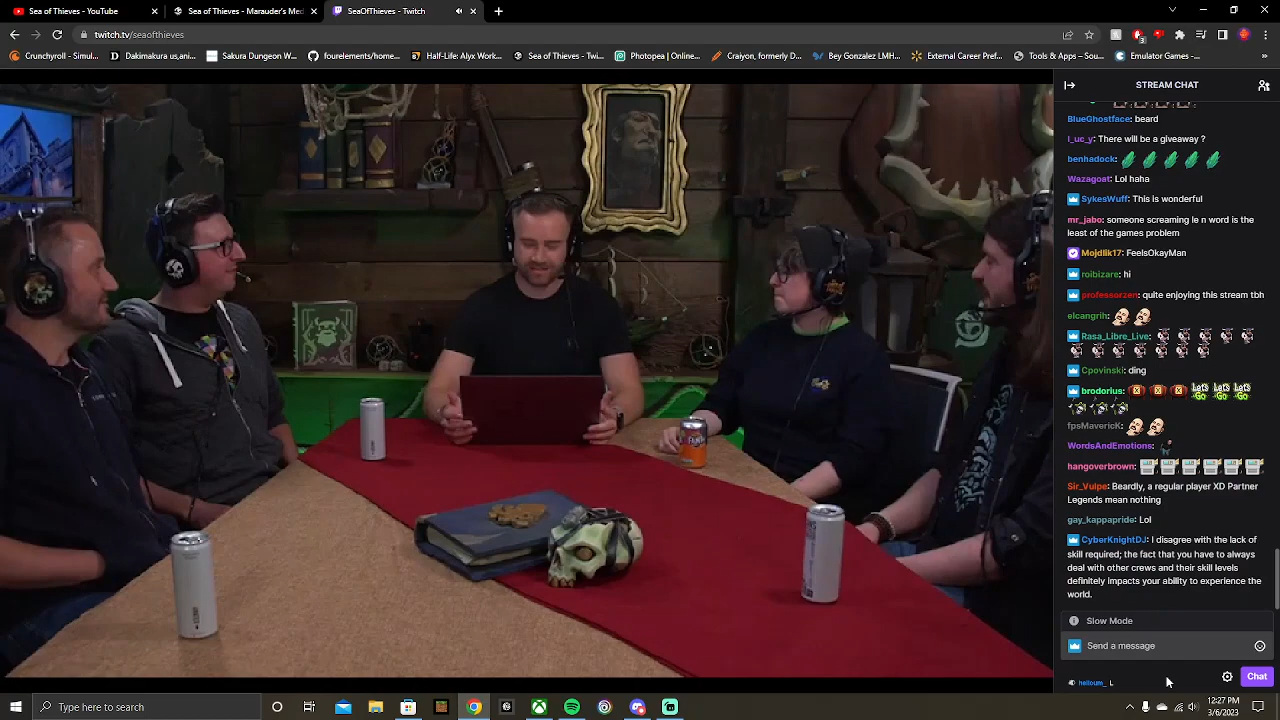 Sea of Thieves - YouTube
Sea of Thieves - Marauder's Med
SeaOfThieves - Twitch
twitch.tv/seaofthieves
Crunchyroll - Simul...
Dakimakura us,ani...
Sakura Dungeon W...
fourelements/home...
Half-Life: Alyx Work...
Sea of Thieves - Twi...
Photopea | Online...
Craiyon, formerly D...
Bey Gonzalez LMH...
External Career Pref...
Tools & App...
Emulator Games -...
»
STREAM CHAT
BlueGhostface: beard
l_uc_y: There will be a giveaway ?
benhadock:
Wazagoat: Lol haha
SykesWuff: This is wonderful
mr_jabo: someone screaming le n word is the
least of the games problem
Mojdlik17: FeelsOkayMan
roibizare: hi
professorzen: quite enjoying this stream tbh
elcangrih:
Rasa_Libre_Live:
Cpovinski: ding
brodorius:
fpsMavericK:
WordsAndEmotions:
hangoverbrown:
Sir_Vulpe: Beardly, a regular player XD Partner
Legends mean nothing
gay_kappapride: Lol
CyberKnightDJ: I disagree with the lack of
skill required; the fact that you have to always
deal with other crews and their skill levels
definitely impacts your ability to experience the
world.
Slow Mode
Send a message
helloum_ L
Chat
Type here to search
12:27 PM
3/6/2023